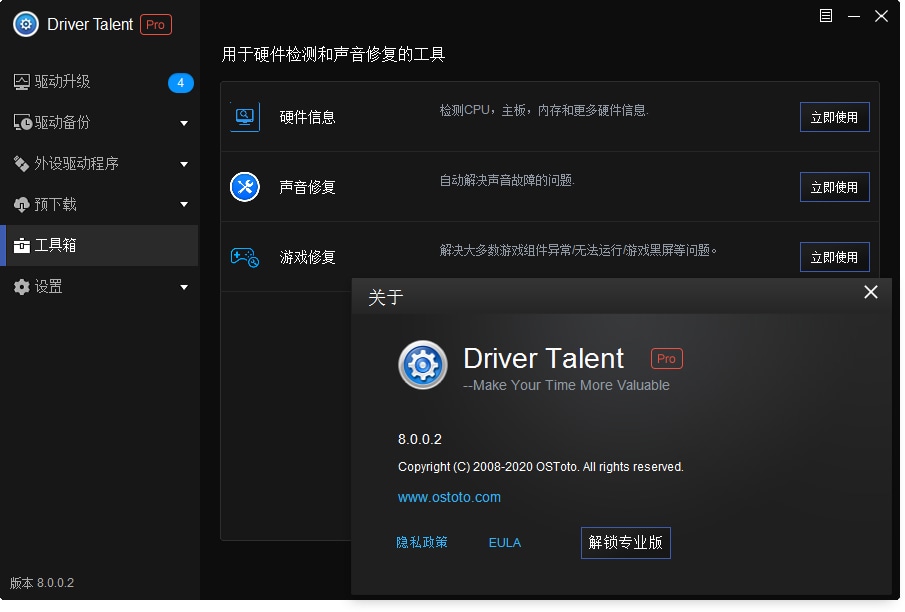 Driver Talent Pro
驱动升级 4
驱动备份
外设驱动程序
预下载
工具箱
设置
版本 8.0.0.2
用于硬件检测和声音修复的工具
硬件信息 检测CPU，主板，内存和更多硬件信息. 立即使用
声音修复 自动解决声音故障的问题. 立即使用
游戏修复 解决大多数游戏组件异常/无法运行/游戏黑屏等问题。 立即使用
关于
Driver Talent Pro
--Make Your Time More Valuable
8.0.0.2
Copyright (C) 2008-2020 OSToto. All rights reserved.
www.ostoto.com
隐私政策 EULA 解锁专业版